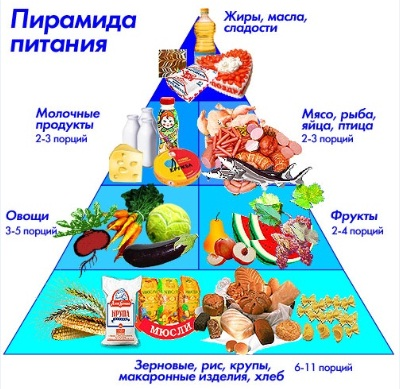 Пирамида
питания
Жиры, масла,
сладости
Молочные
продукты
2-3 порций
Мясо, рыба,
яйца, птица
2-3 порций
Овощи
3-5 порций
Фрукты
2-4 порций
КРУПА
МЮСЛИ
Зерновые, рис, крупы,
макаронные изделия, хлеб
6-11 порций